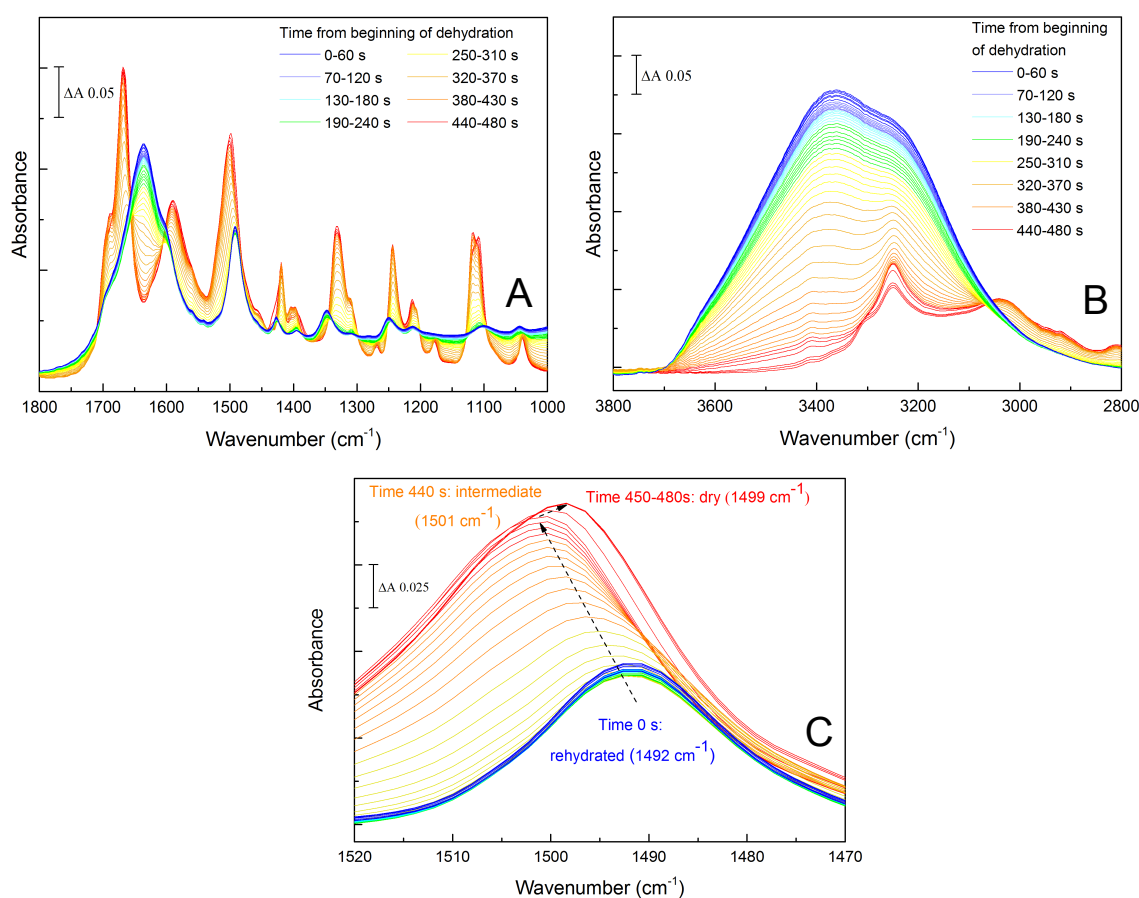 Time from beginning of dehydration
0-60 s
70-120 s
130-180 s
190-240 s
250-310 s
320-370 s
380-430 s
440-480 s
ΔA 0.05
A
Absorbance
1800 1700 1600 1500 1400 1300 1200 1100 1000
Wavenumber (cm-1)
Time from beginning
of dehydration
0-60 s
70-120 s
130-180 s
190-240 s
250-310 s
320-370 s
380-430 s
440-480 s
ΔA 0.05
B
Absorbance
3800 3600 3400 3200 3000 2800
Wavenumber (cm-1)
Time 440 s: intermediate
(1501 cm-1)
Time 450-480s: dry (1499 cm-1)
ΔA 0.025
Time 0 s:
rehydrated (1492 cm-1)
C
Absorbance
1520 1510 1500 1490 1480 1470
Wavenumber (cm-1)